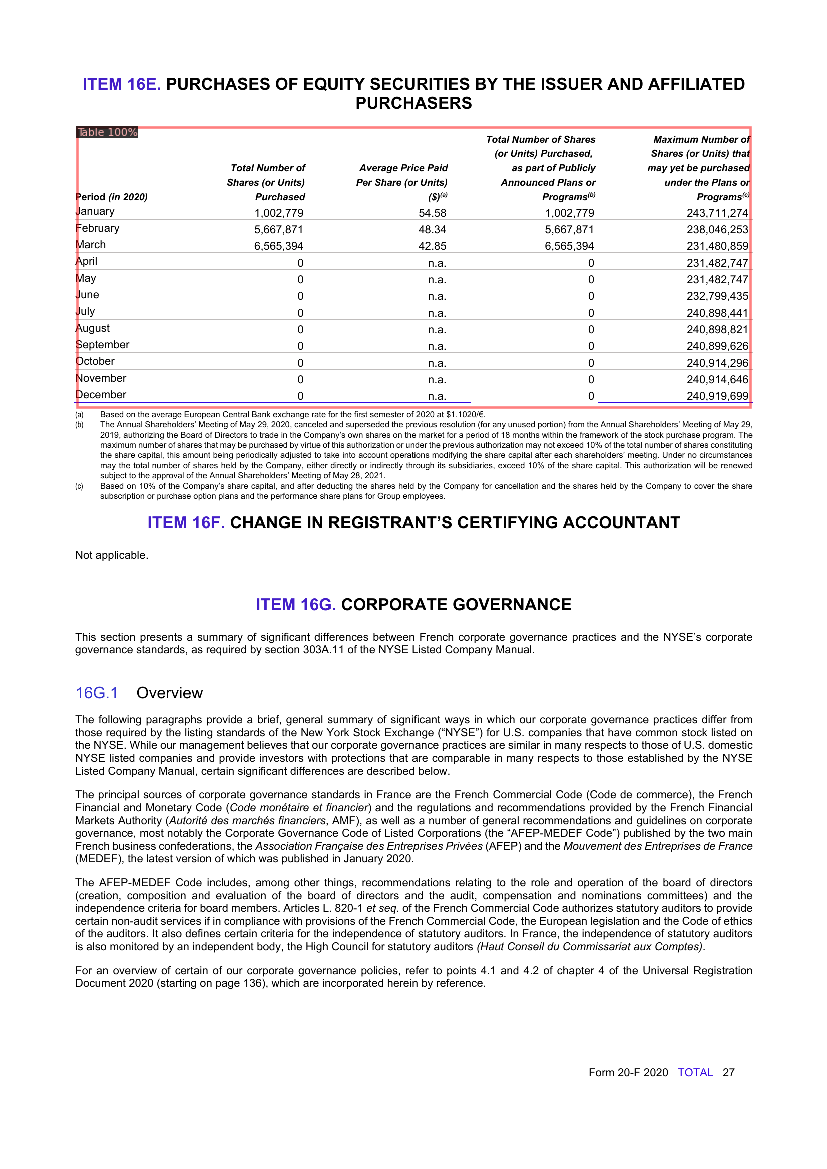 ITEM 16E. PURCHASES OF EQUITY SECURITIES BY THE ISSUER AND AFFILIATED
PURCHASERS
Table 100%
Period (in 2020) Total Number of Shares (or Units) Purchased Average Price Paid Per Share (or Units) ($)(a) Total Number of Shares (or Units) Purchased, as part of Publicly Announced Plans or Programs(b) Maximum Number of Shares (or Units) that may yet be purchased under the Plans or Programs(c)
January 1,002,779 54.58 1,002,779 243,711,274
February 5,667,871 48.34 5,667,871 238,046,253
March 6,565,394 42.85 6,565,394 231,480,859
April 0 n.a. 0 231,482,747
May 0 n.a. 0 231,482,747
June 0 n.a. 0 232,799,435
July 0 n.a. 0 240,898,441
August 0 n.a. 0 240,898,821
September 0 n.a. 0 240,899,626
October 0 n.a. 0 240,914,296
November 0 n.a. 0 240,914,646
December 0 n.a. 0 240,919,699
(a) Based on the average European Central Bank exchange rate for the first semester of 2020 at $1.1020/€.
(b) The Annual Shareholders' Meeting of May 29, 2020, canceled and superseded the previous resolution (for any unused portion) from the Annual Shareholders' Meeting of May 29,
2019, authorizing the Board of Directors to trade in the Company's own shares on the market for a period of 18 months within the framework of the stock purchase program. The
maximum number of shares that may be purchased by virtue of this authorization or under the previous authorization may not exceed 10% of the total number of shares constituting
the share capital, this amount being periodically adjusted to take into account operations modifying the share capital after each shareholders' meeting. Under no circumstances
may the total number of shares held by the Company, either directly or indirectly through its subsidiaries, exceed 10% of the share capital. This authorization will be renewed
subject to the approval of the Annual Shareholders' Meeting of May 28, 2021.
(c) Based on 10% of the Company's share capital, and after deducting the shares held by the Company for cancellation and the shares held by the Company to cover the share
subscription or purchase option plans and the performance share plans for Group employees.
ITEM 16F. CHANGE IN REGISTRANT'S CERTIFYING ACCOUNTANT
Not applicable.
ITEM 16G. CORPORATE GOVERNANCE
This section presents a summary of significant differences between French corporate governance practices and the NYSE's corporate
governance standards, as required by section 303A.11 of the NYSE Listed Company Manual.
16G.1 Overview
The following paragraphs provide a brief, general summary of significant ways in which our corporate governance practices differ from
those required by the listing standards of the New York Stock Exchange ("NYSE") for U.S. companies that have common stock listed on
the NYSE. While our management believes that our corporate governance practices are similar in many respects to those of U.S. domestic
NYSE listed companies and provide investors with protections that are comparable in many respects to those established by the NYSE
Listed Company Manual, certain significant differences are described below.
The principal sources of corporate governance standards in France are the French Commercial Code (Code de commerce), the French
Financial and Monetary Code (Code monétaire et financier) and the regulations and recommendations provided by the French Financial
Markets Authority (Autorité des marchés financiers, AMF), as well as a number of general recommendations and guidelines on corporate
governance, most notably the Corporate Governance Code of Listed Corporations (the "AFEP-MEDEF Code") published by the two main
French business confederations, the Association Française des Entreprises Privées (AFEP) and the Mouvement des Entreprises de France
(MEDEF), the latest version of which was published in January 2020.
The AFEP-MEDEF Code includes, among other things, recommendations relating to the role and operation of the board of directors
(creation, composition and evaluation of the board of directors and the audit, compensation and nominations committees) and the
independence criteria for board members. Articles L. 820-1 et seq. of the French Commercial Code authorizes statutory auditors to provide
certain non-audit services if in compliance with provisions of the French Commercial Code, the European legislation and the Code of ethics
of the auditors. It also defines certain criteria for the independence of statutory auditors. In France, the independence of statutory auditors
is also monitored by an independent body, the High Council for statutory auditors (Haut Conseil du Commissariat aux Comptes).
For an overview of certain of our corporate governance policies, refer to points 4.1 and 4.2 of chapter 4 of the Universal Registration
Document 2020 (starting on page 136), which are incorporated herein by reference.
Form 20-F 2020 TOTAL 27